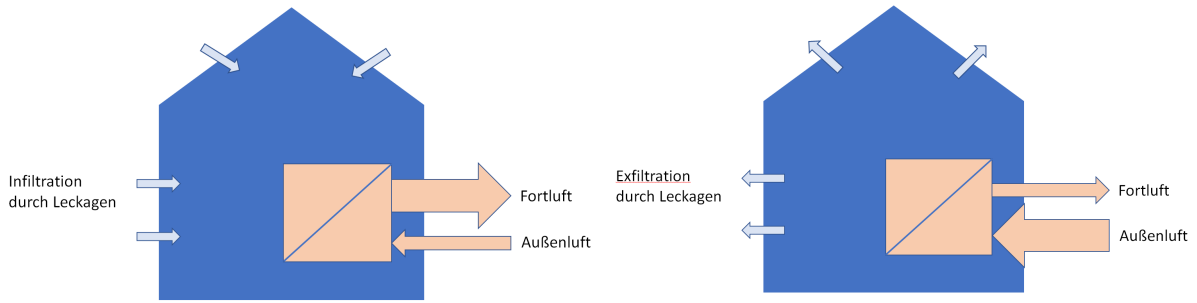 Infiltration
durch Leckagen
Fortluft
Außenluft
Exfiltration
durch Leckagen
Fortluft
Außenluft